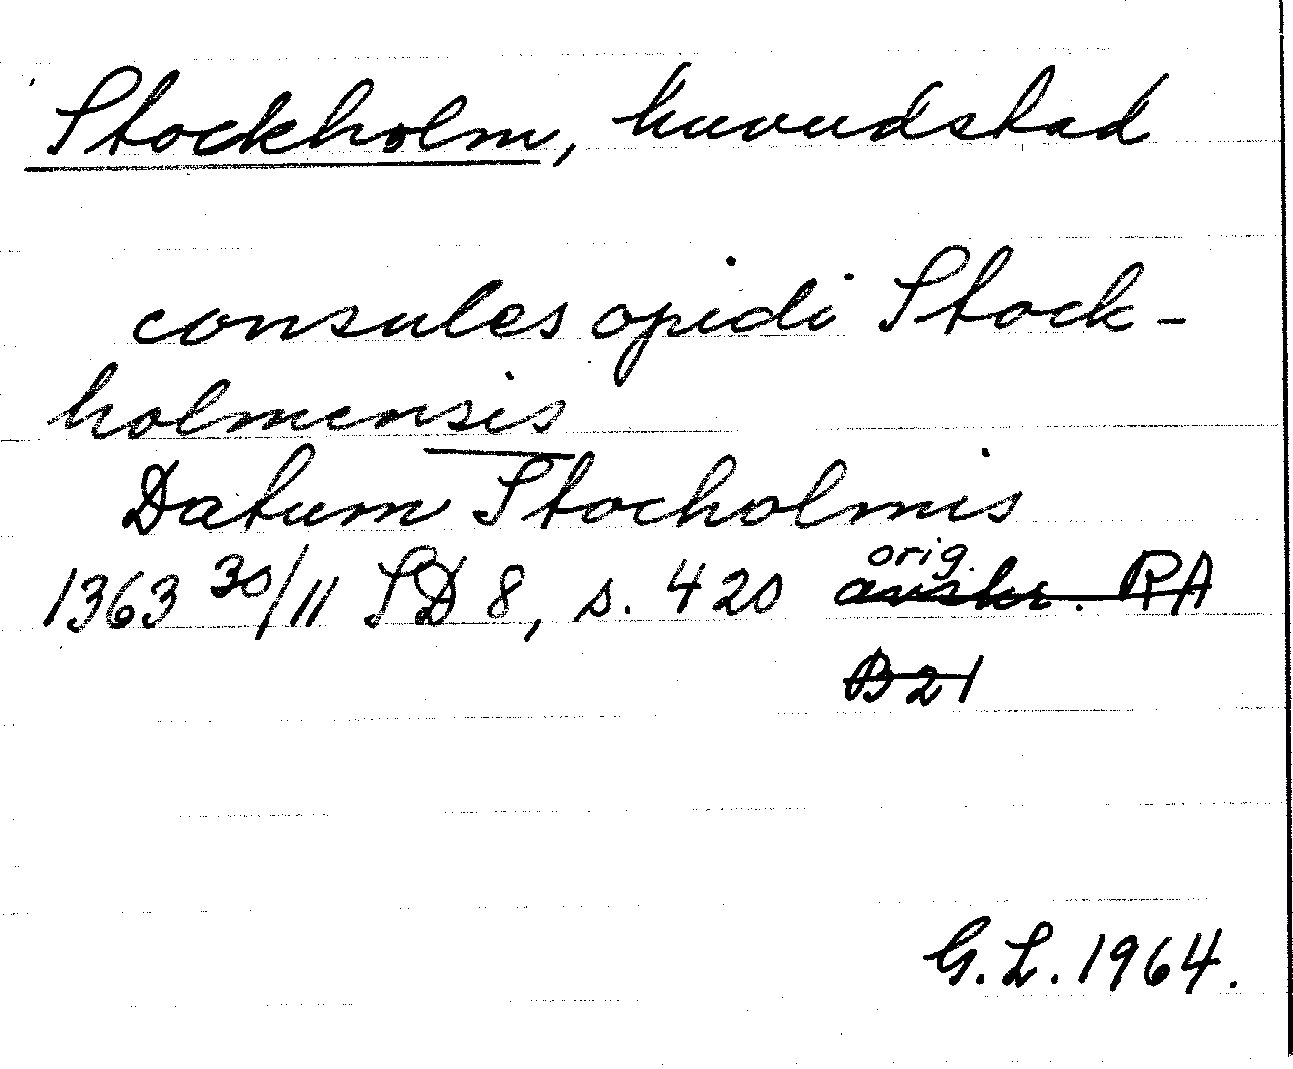 Stockholm, huvudstad
consules opidi Stock-
holmensis
Datum Stocholmis
orig.
1363 30/11 SD 8, s. 420 avskr. RA
B 21
G.L. 1964.